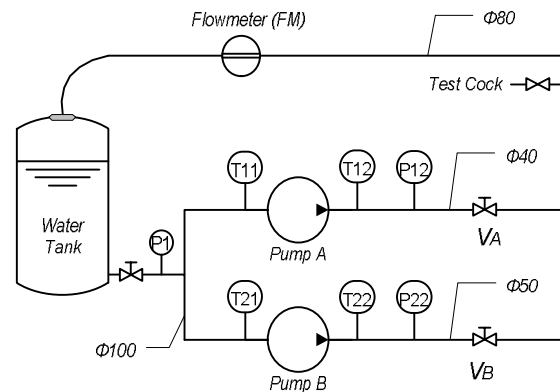 Flowmeter (FM)
Φ80
Test Cock
T11
T12
P12
Φ40
Water
Tank
P1
Pump A
VA
T21
T22
P22
Φ50
Φ100
Pump B
VB